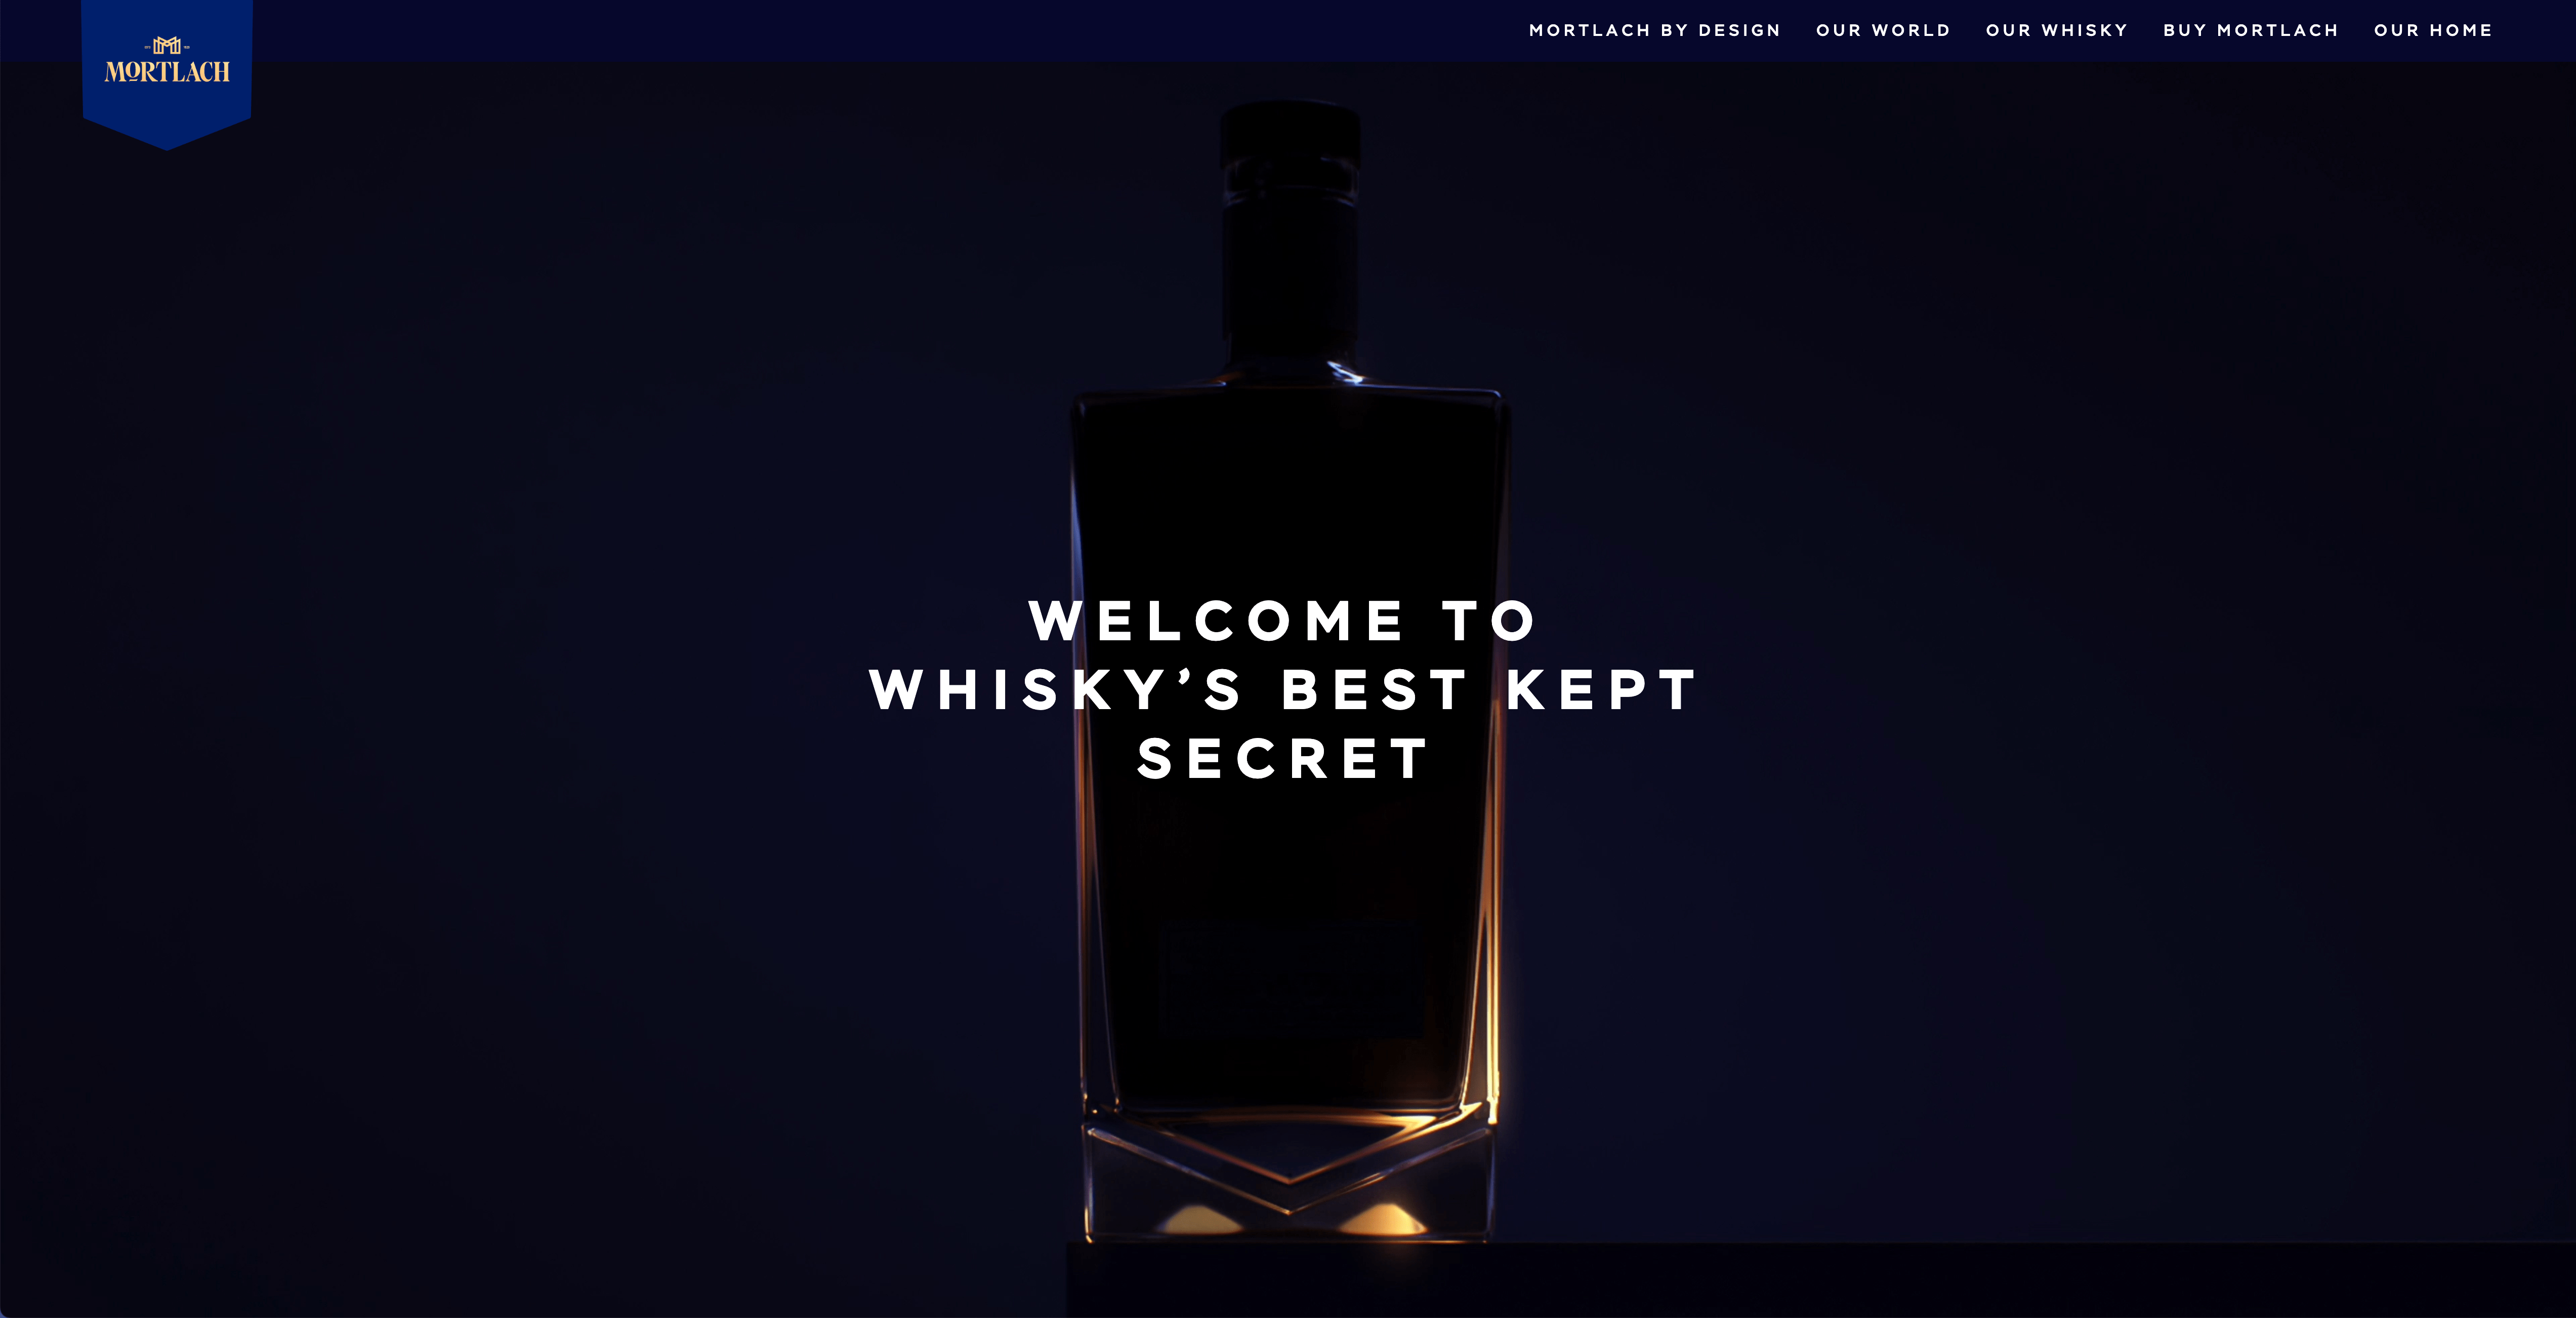 MORTLACH
MORTLACH BY DESIGN OUR WORLD OUR WHISKY BUY MORTLACH OUR HOME
WELCOME TO
WHISKY’S BEST KEPT
SECRET